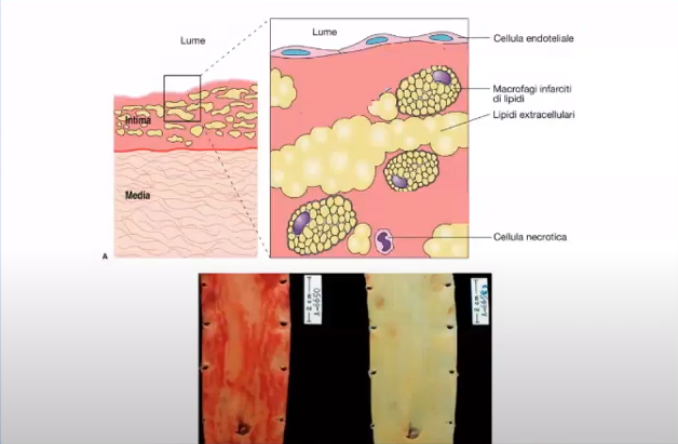 Lume
Lume
Cellula endoteliale
Macrofagi infarciti
di lipidi
Lipidi extracellulari
Intima
Media
Cellula necrotica
A